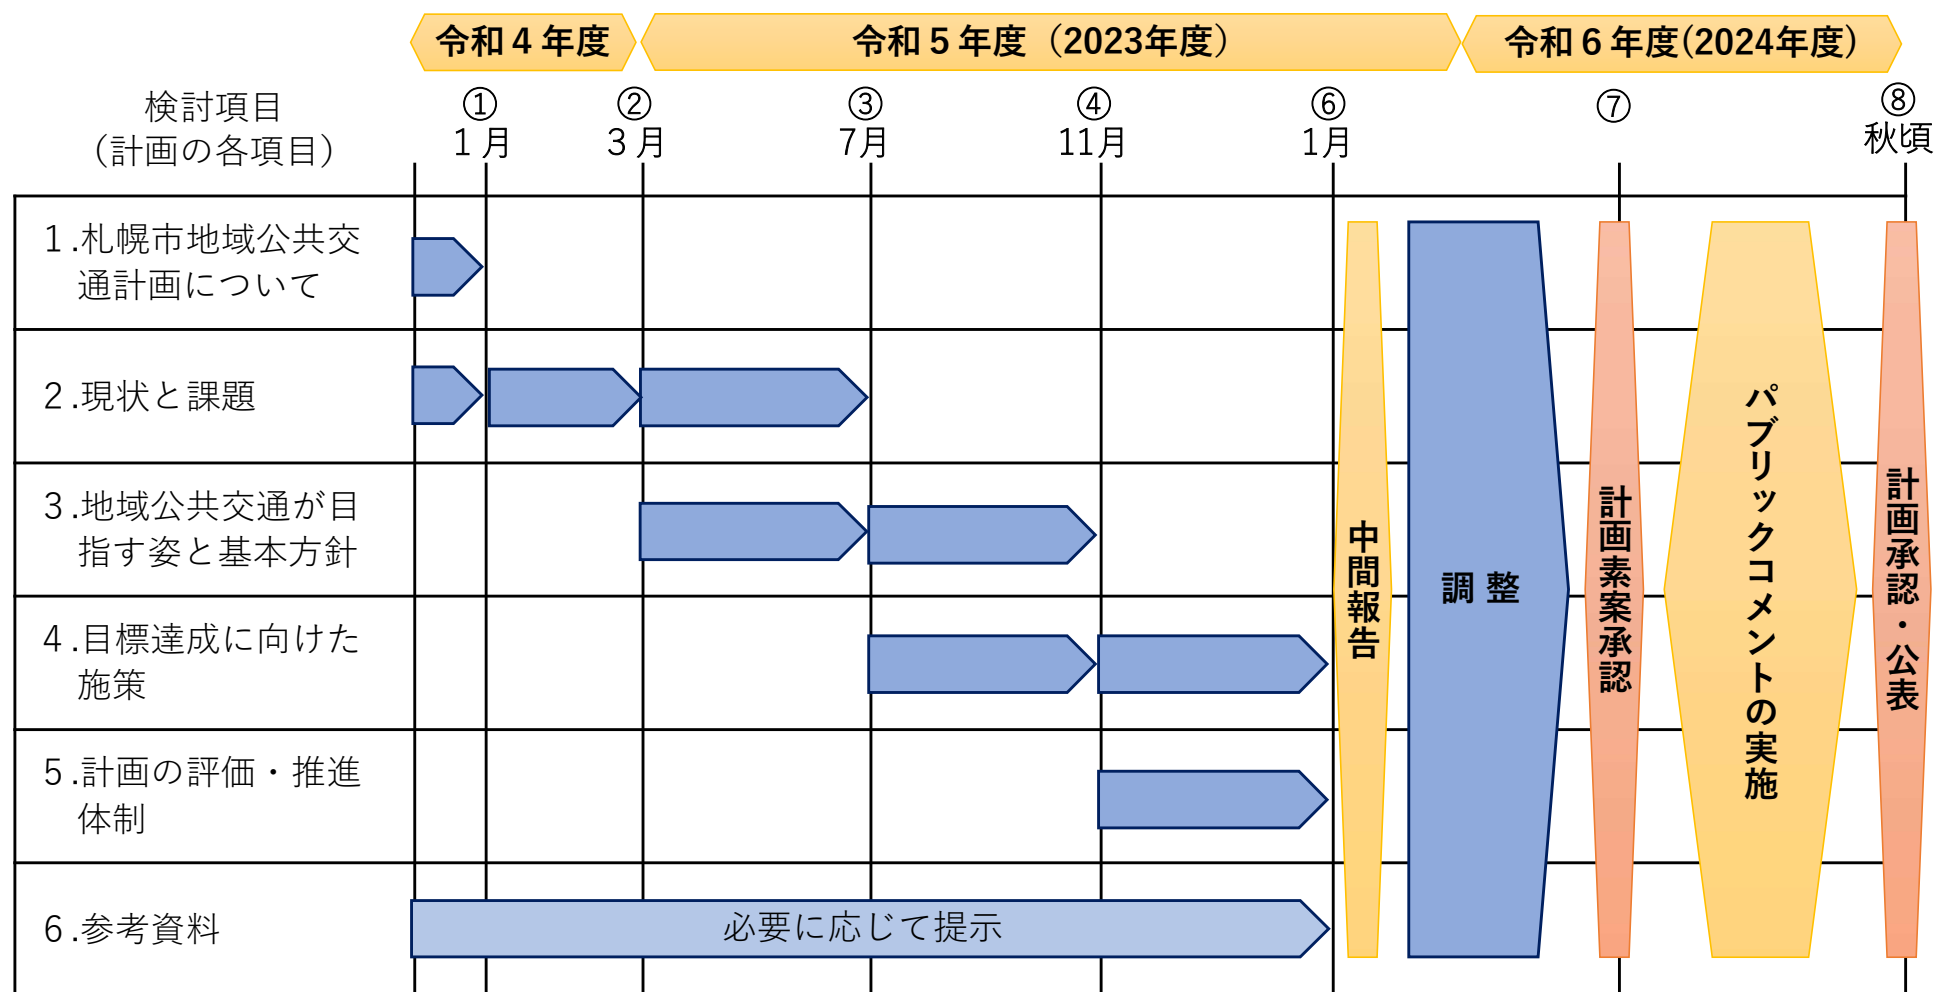 令和４年度
令和５年度（2023年度）
令和６年度(2024年度)
検討項目
（計画の各項目）
①
１月
②
３月
③
7月
④
11月
⑥
1月
⑦
⑧
秋頃
１.札幌市地域公共交
通計画について
２.現状と課題
３.地域公共交通が目
指す姿と基本方針
４.目標達成に向けた
施策
５.計画の評価・推進
体制
６.参考資料
必要に応じて提示
中間報告
調 整
計画素案承認
パブリックコメントの実施
計画承認・公表